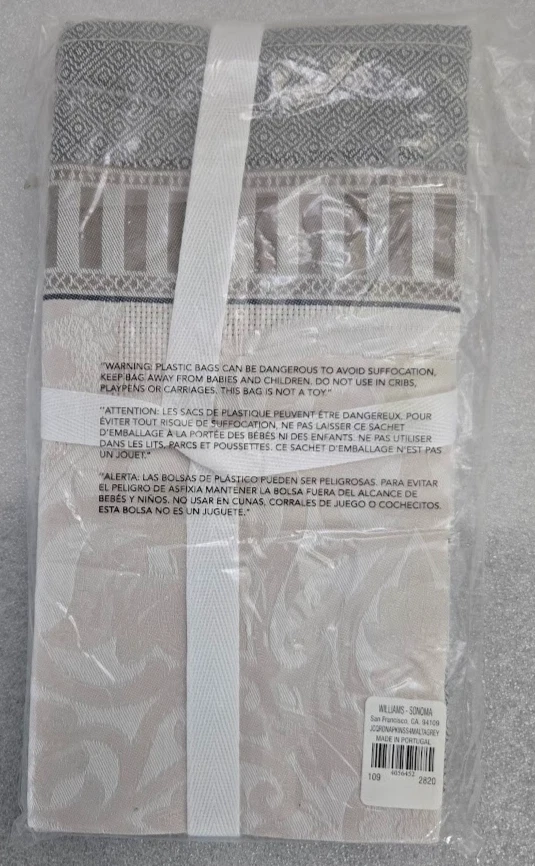 "WARNING: PLASTIC BAGS CAN BE DANGEROUS TO AVOID SUFFOCATION,
KEEP BAG AWAY FROM BABIES AND CHILDREN. DO NOT USE IN CRIBS,
PLAYPENS OR CARRIAGES. THIS BAG IS NOT A TOY"
"ATTENTION: LES SACS DE PLASTIQUE PEUVENT ÊTRE DANGEREUX. POUR
ÉVITER TOUT RISQUE DE SUFFOCATION, NE PAS LAISSER CE SACHET
D'EMBALLAGE À LA PORTÉE DES BÉBÉS NI DES ENFANTS. NE PAS UTILISER
DANS LES LITS, PARCS ET POUSSETTES. CE SACHET D'EMBALLAGE N'EST PAS
UN JOUET."
"ALERTA: LAS BOLSAS DE PLÁSTICO PUEDEN SER PELIGROSAS. PARA EVITAR
EL PELIGRO DE ASFIXIA MANTENER LA BOLSA FUERA DEL ALCANCE DE
BEBÉS Y NIÑOS. NO USAR EN CUNAS, CORRALES DE JUEGO O COCHECITOS.
ESTA BOLSA NO ES UN JUGUETE."
WILLIAMS - SONOMA
San Francisco, CA. 94109
JCQRDNAPKINSS4MALTAGREY
MADE IN PORTUGAL
4036452
109 2820